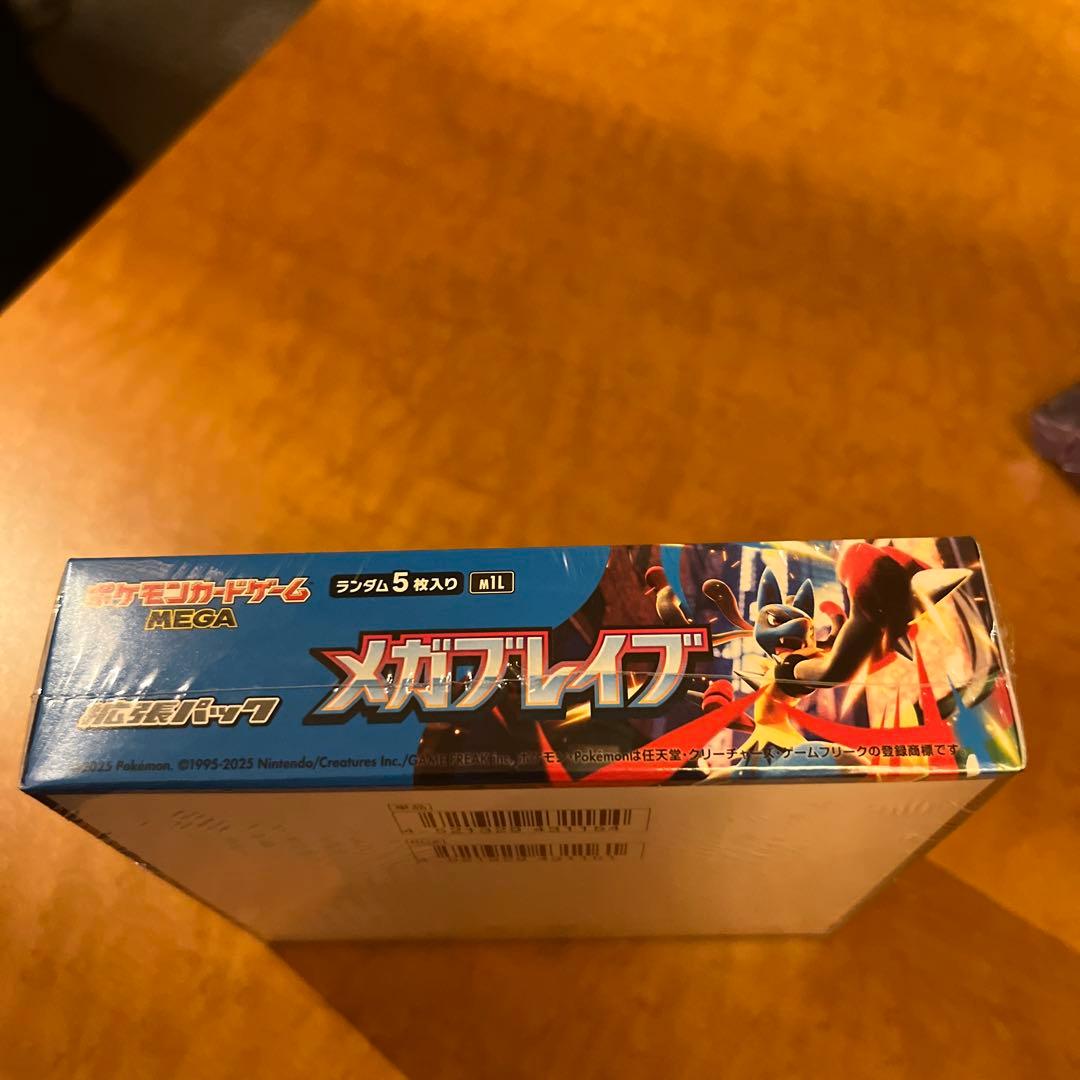 ポケモンカードゲーム
MEGA
ランダム5枚入り M1L
メガブレイブ
拡張パック
2025 Pokémon. ©1995-2025 Nintendo/Creatures Inc./GAME FREAK inc. ポケモン・Pokémonは任天堂・クリーチャーズ・ゲームフリークの登録商標です。
4 521329 431164